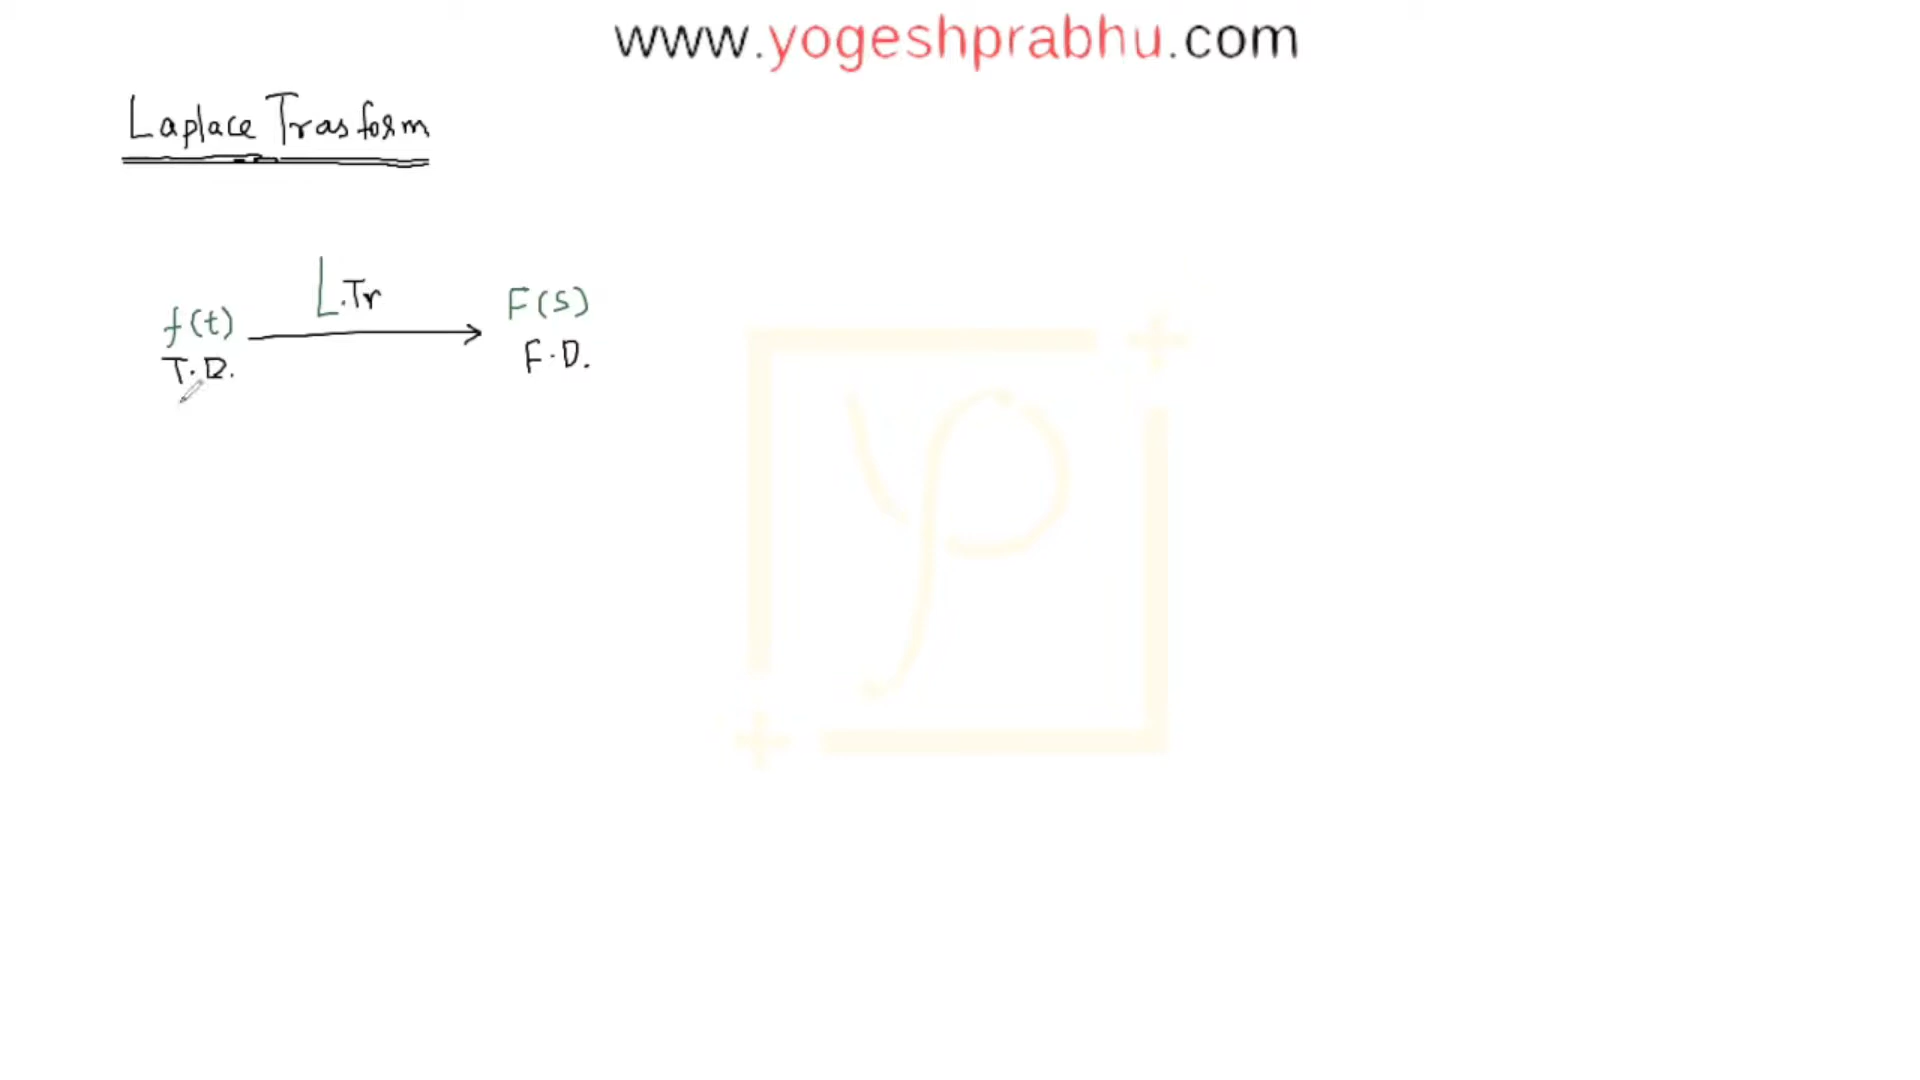 www.yogeshprabhu.com
Laplace Trasform
L.Tr
f(t) F(s)
T.D. F.D.